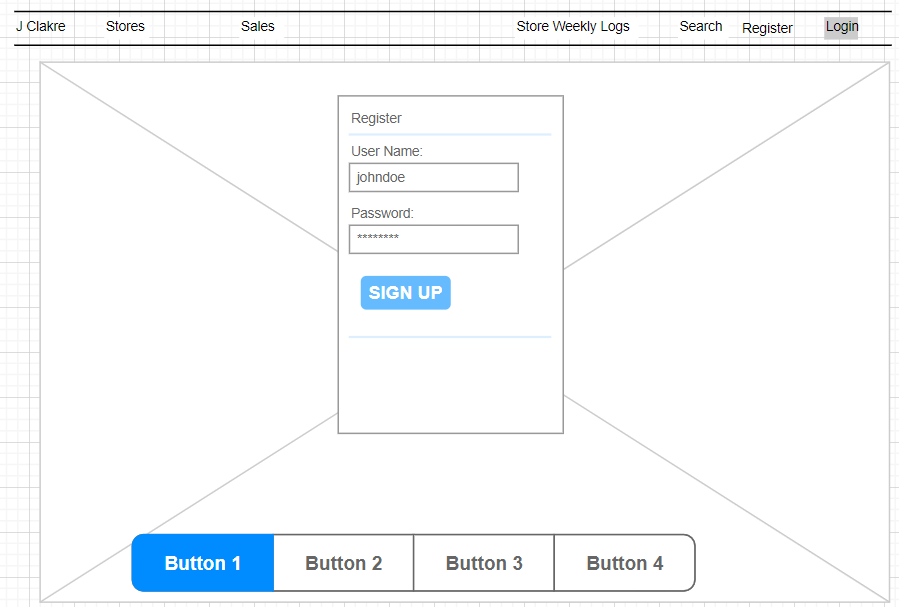 J Clakre Stores Sales Store Weekly Logs Search Register Login
Register
User Name:
johndoe
Password:
********
SIGN UP
Button 1 Button 2 Button 3 Button 4